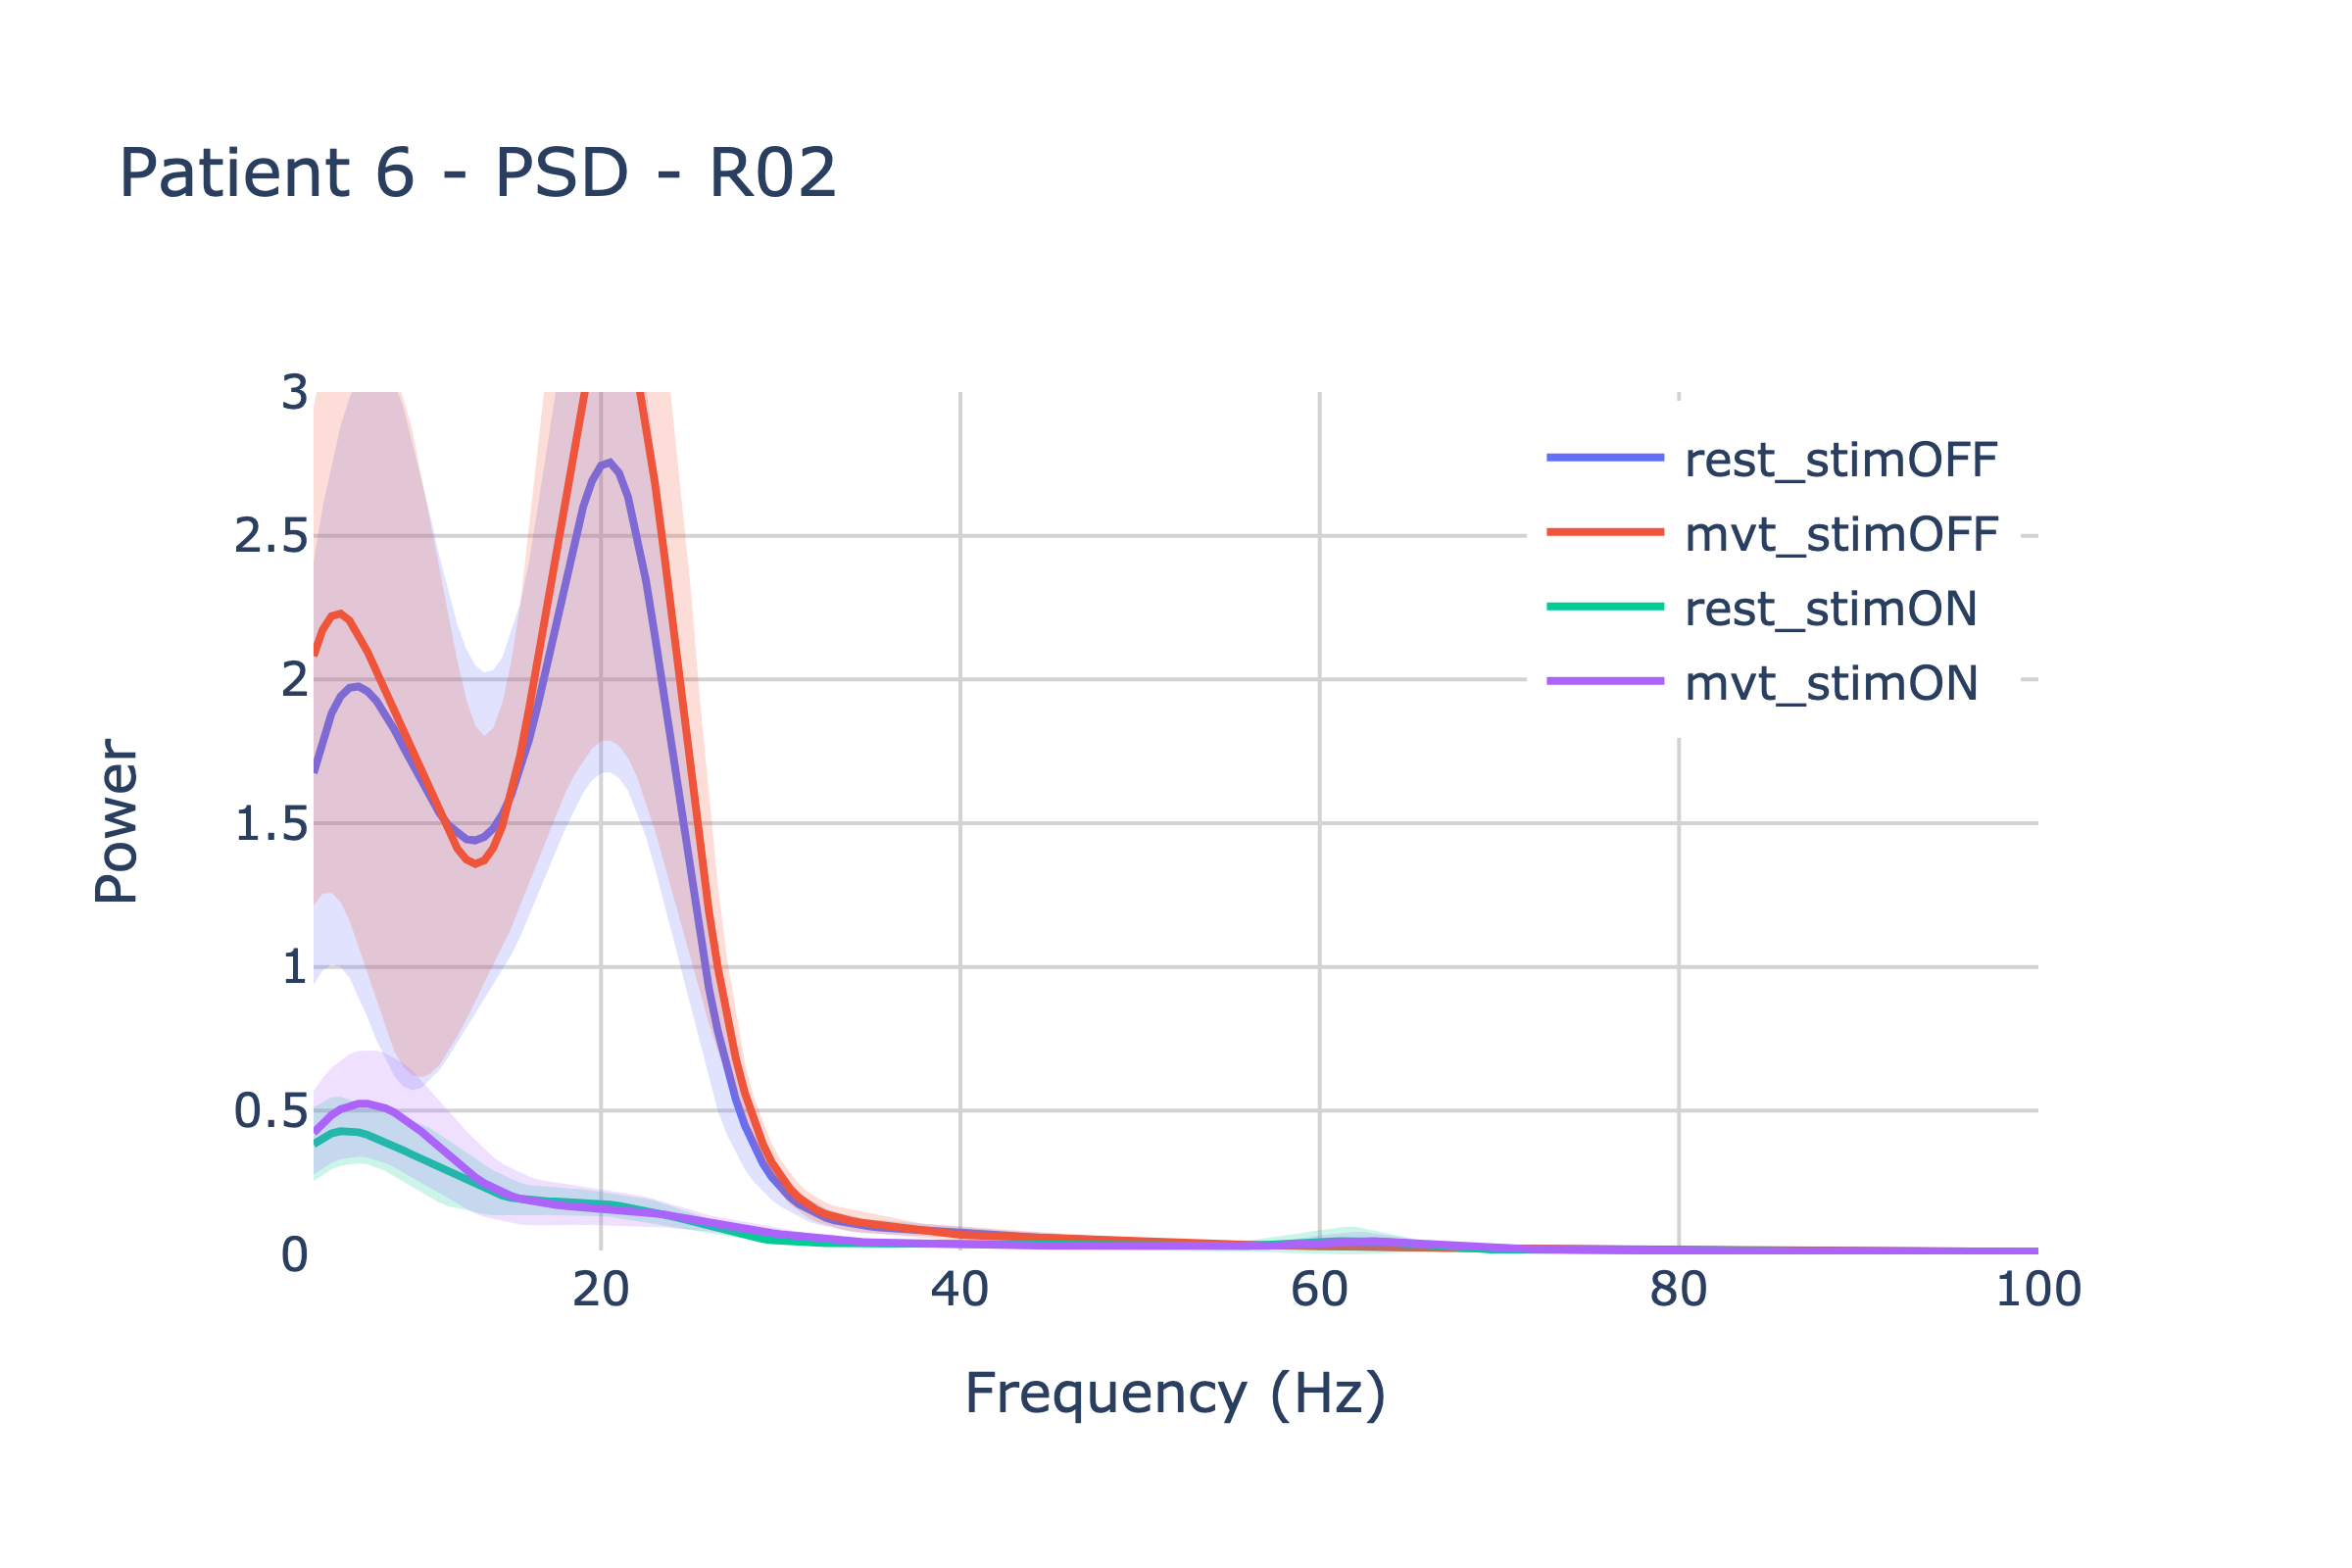 Patient 6 - PSD - R02
3
2.5
2
1.5
1
0.5
0
Power
rest_stimOFF
mvt_stimOFF
rest_stimON
mvt_stimON
20 40 60 80 100
Frequency (Hz)